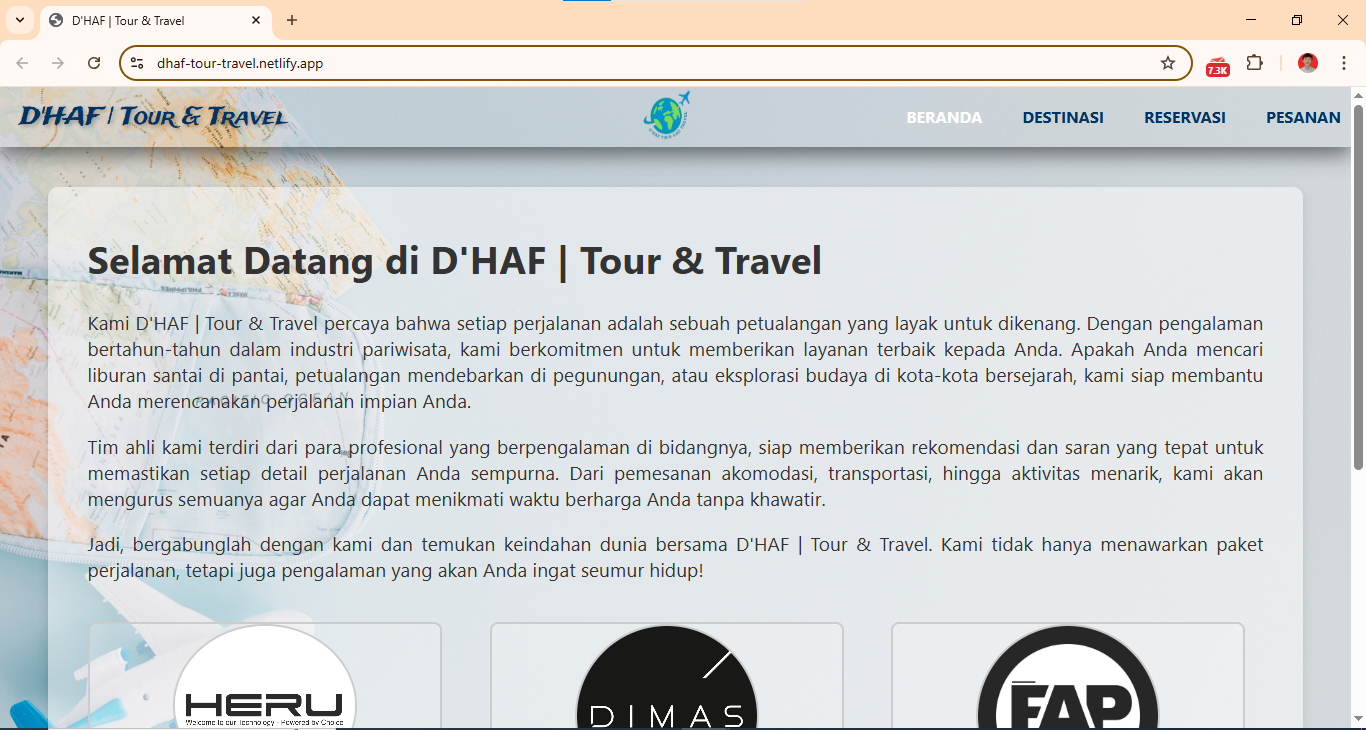 D'HAF | Tour & Travel
dhaf-tour-travel.netlify.app
7.3K
D'HAF | TOUR & TRAVEL
BERANDA
DESTINASI
RESERVASI
PESANAN
Selamat Datang di D'HAF | Tour & Travel
Kami D'HAF | Tour & Travel percaya bahwa setiap perjalanan adalah sebuah petualangan yang layak untuk dikenang. Dengan pengalaman
bertahun-tahun dalam industri pariwisata, kami berkomitmen untuk memberikan layanan terbaik kepada Anda. Apakah Anda mencari
liburan santai di pantai, petualangan mendebarkan di pegunungan, atau eksplorasi budaya di kota-kota bersejarah, kami siap membantu
Anda merencanakan perjalanan impian Anda.
PACIFIC OCEAN
Tim ahli kami terdiri dari para profesional yang berpengalaman di bidangnya, siap memberikan rekomendasi dan saran yang tepat untuk
memastikan setiap detail perjalanan Anda sempurna. Dari pemesanan akomodasi, transportasi, hingga aktivitas menarik, kami akan
mengurus semuanya agar Anda dapat menikmati waktu berharga Anda tanpa khawatir.
Jadi, bergabunglah dengan kami dan temukan keindahan dunia bersama D'HAF | Tour & Travel. Kami tidak hanya menawarkan paket
perjalanan, tetapi juga pengalaman yang akan Anda ingat seumur hidup!
HERU
Welcome to our Technology - Powered by Choice
DIMAS
FAP